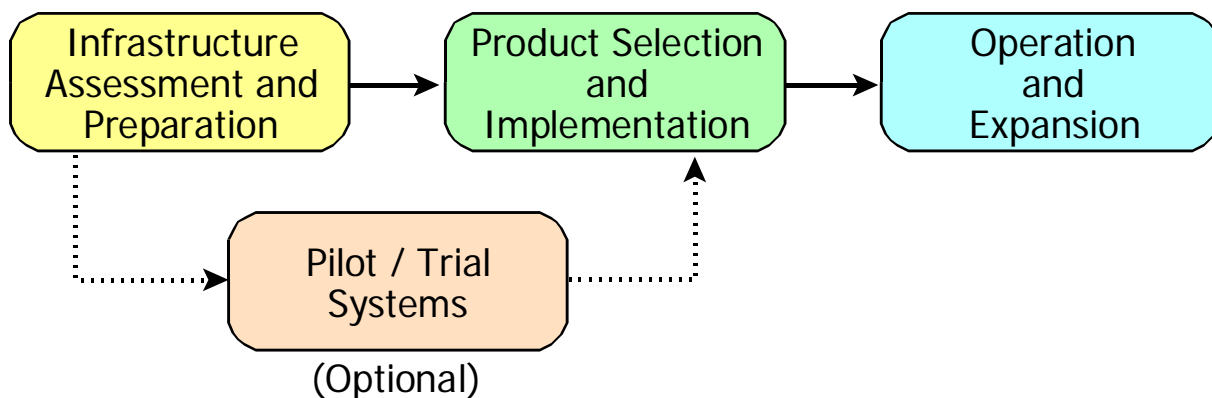 Infrastructure
Assessment and
Preparation
Product Selection
and
Implementation
Operation
and
Expansion
Pilot / Trial
Systems
(Optional)